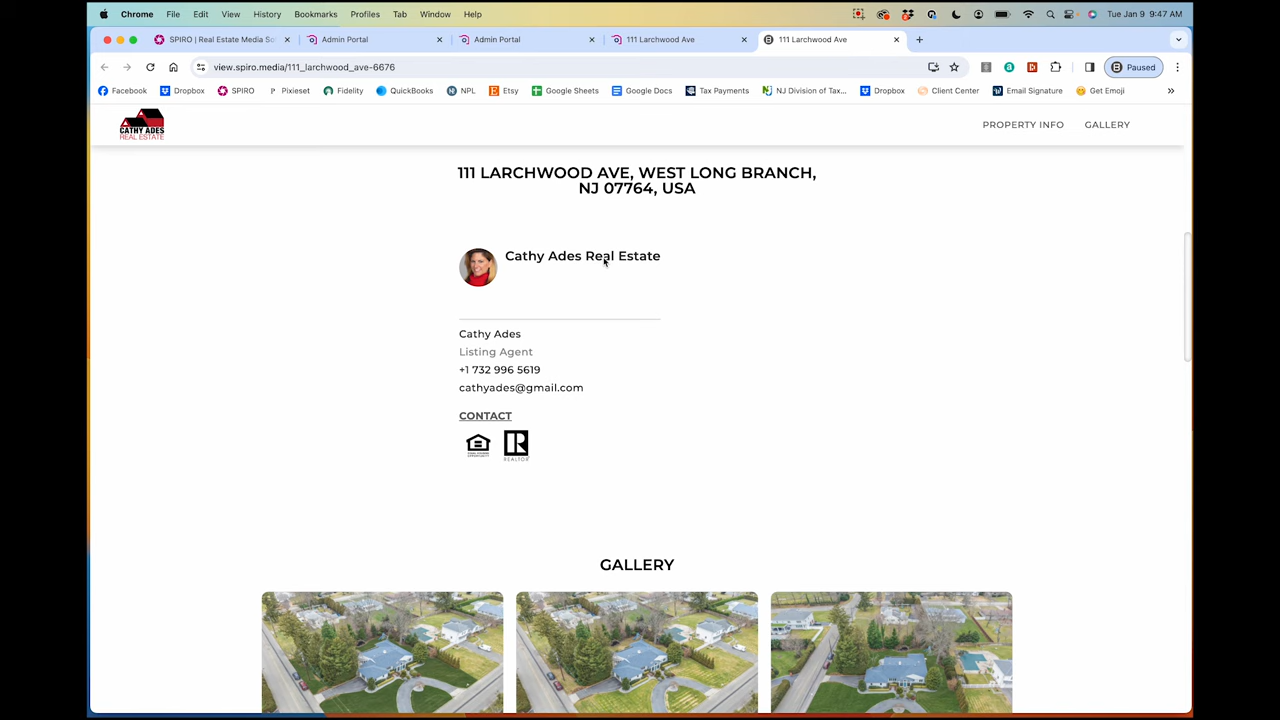 Chrome File Edit View History Bookmarks Profiles Tab Window Help Tue Jan 9 9:47 AM
SPIRO | Real Estate Media So Admin Portal Admin Portal 111 Larchwood Ave 111 Larchwood Ave
view.spiro.media/111_larchwood_ave-6676 Paused
Facebook Dropbox SPIRO Pixieset Fidelity QuickBooks NPL Etsy Google Sheets Google Docs Tax Payments NJ Division of Tax... Dropbox Client Center Email Signature Get Emoji
CATHY ADES
REAL ESTATE
PROPERTY INFO GALLERY
111 LARCHWOOD AVE, WEST LONG BRANCH,
NJ 07764, USA
Cathy Ades Real Estate
Cathy Ades
Listing Agent
+1 732 996 5619
cathyades@gmail.com
CONTACT
R
REALTOR
GALLERY